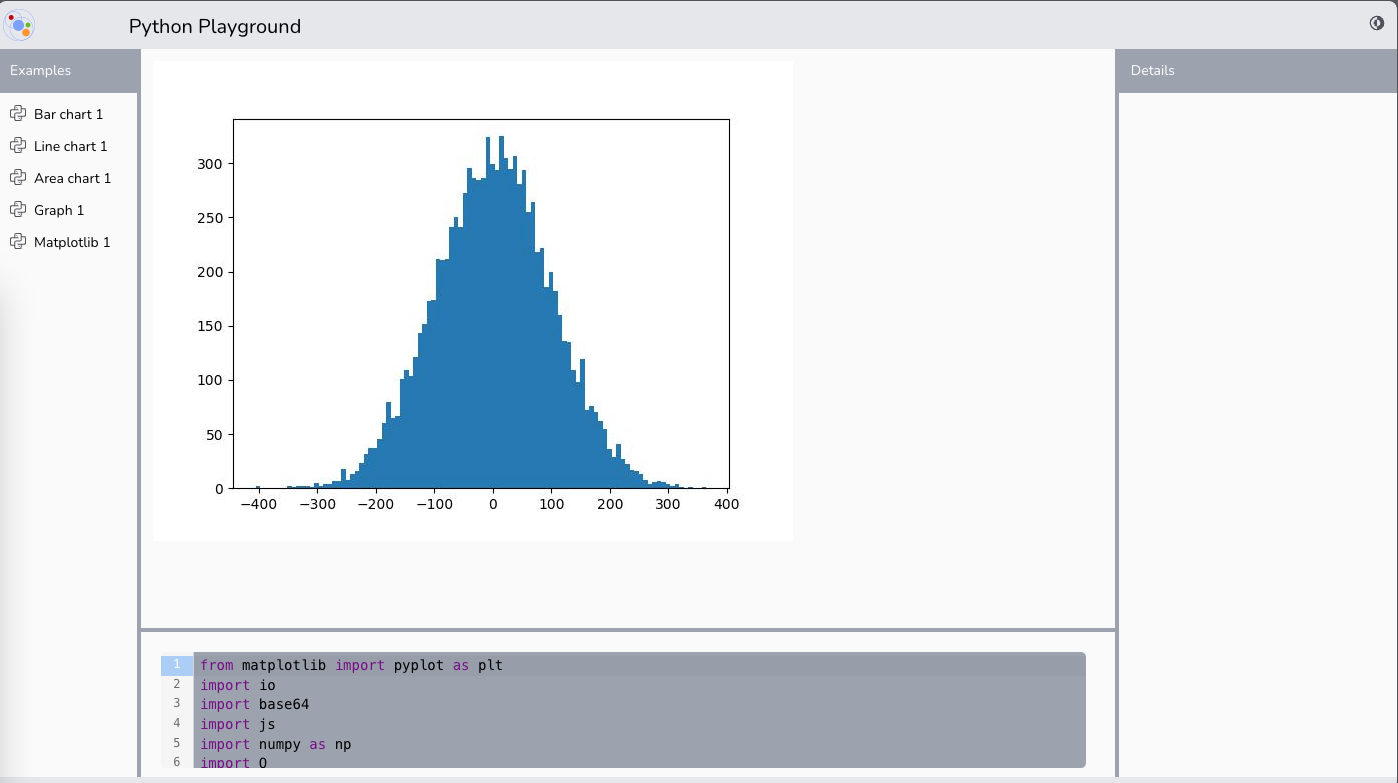 Python Playground
Examples
Bar chart 1
Line chart 1
Area chart 1
Graph 1
Matplotlib 1
300
250
200
150
100
50
0
−400 −300 −200 −100 0 100 200 300 400
1 from matplotlib import pyplot as plt
2 import io
3 import base64
4 import js
5 import numpy as np
6 import O
Details